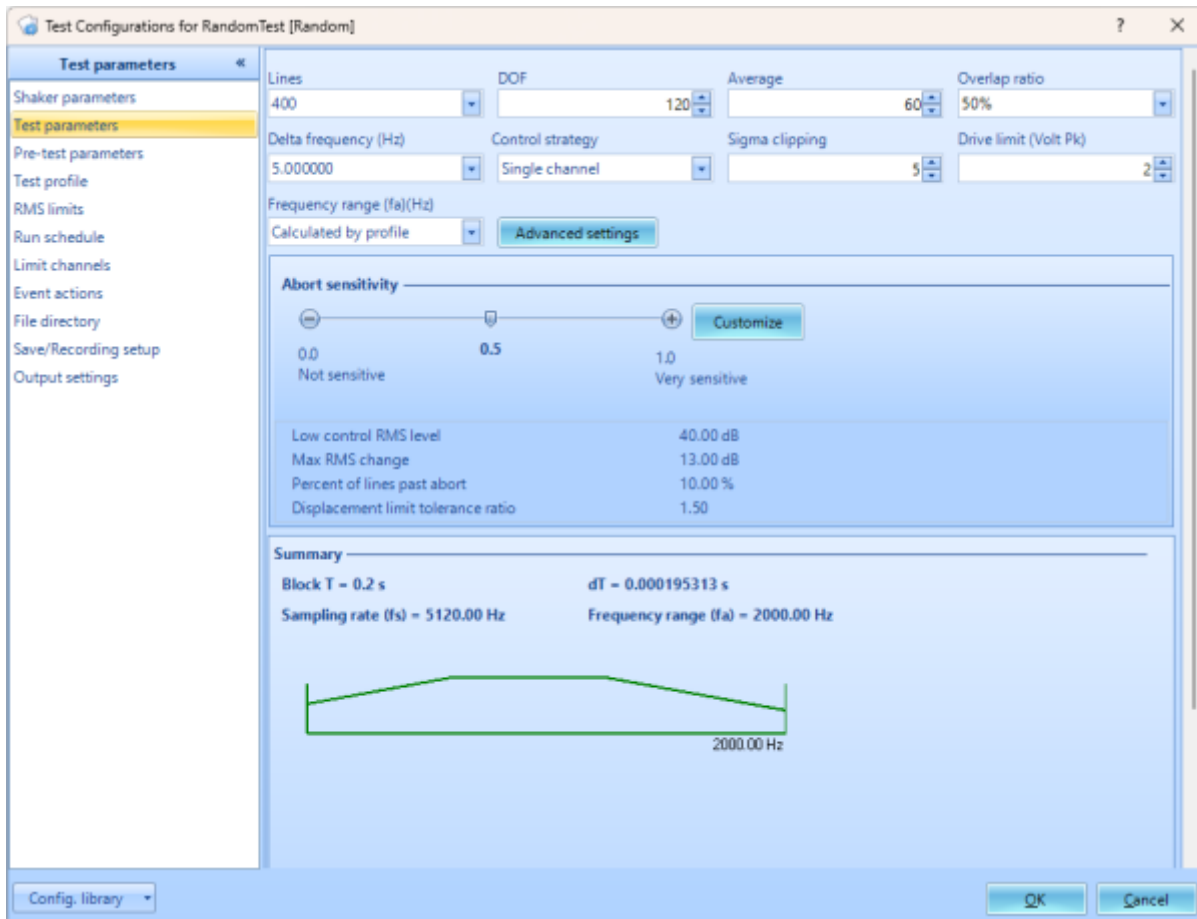 Test Configurations for RandomTest [Random]
?
Test parameters «
Shaker parameters
Test parameters
Pre-test parameters
Test profile
RMS limits
Run schedule
Limit channels
Event actions
File directory
Save/Recording setup
Output settings
Lines DOF Average Overlap ratio
400 120 60 50%
Delta frequency (Hz) Control strategy Sigma clipping Drive limit (Volt Pk)
5.000000 Single channel 5 2
Frequency range (fa)(Hz)
Calculated by profile Advanced settings
Abort sensitivity
Customize
0.0 0.5 1.0
Not sensitive Very sensitive
Low control RMS level 40.00 dB
Max RMS change 13.00 dB
Percent of lines past abort 10.00 %
Displacement limit tolerance ratio 1.50
Summary
Block T = 0.2 s dT = 0.000195313 s
Sampling rate (fs) = 5120.00 Hz Frequency range (fa) = 2000.00 Hz
2000.00 Hz
Config. library OK Cancel